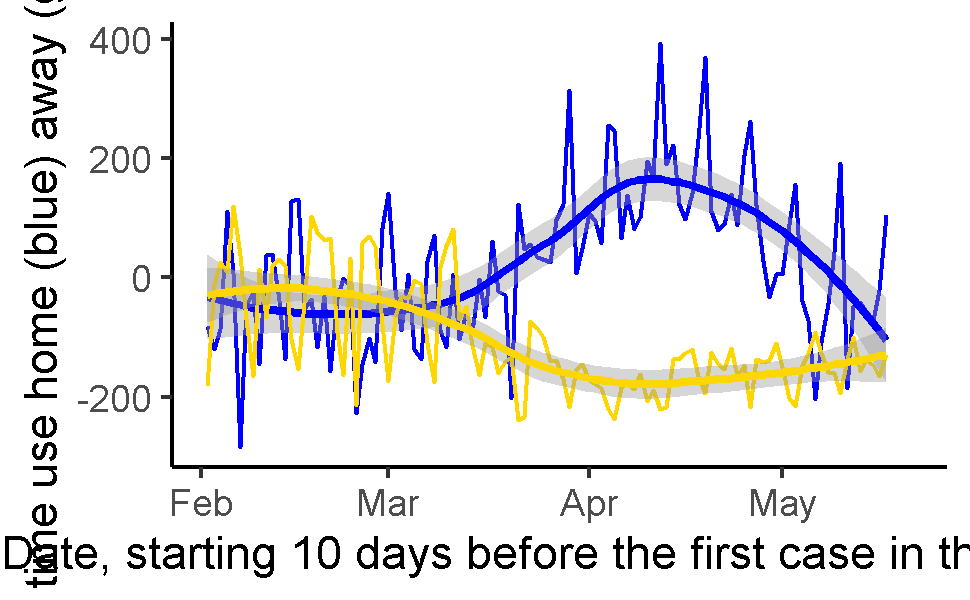 time use home (blue) away (
400
200
0
-200
Feb Mar Apr May
Date, starting 10 days before the first case in th